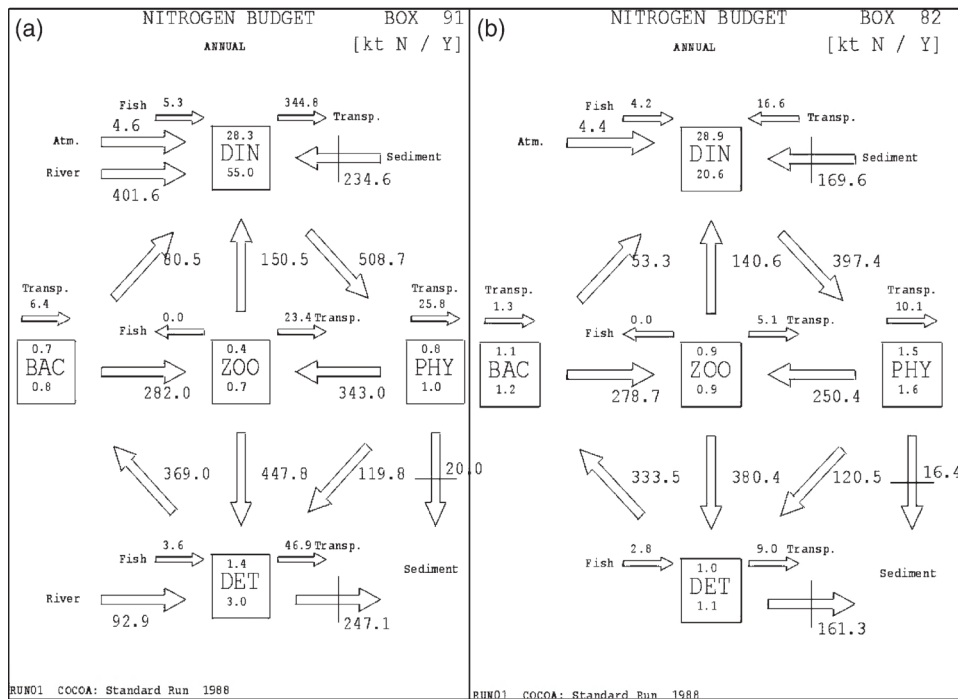 (a) NITROGEN BUDGET BOX 91
ANNUAL [kt N / Y]
Fish 5.3 344.8 Transp.
Atm. 4.6
28.3
DIN
55.0
Sediment
234.6
River
401.6
80.5 150.5 508.7
Transp.
6.4
Transp.
25.8
Fish 0.0 23.4 Transp.
0.7
BAC
0.8
0.4
ZOO
0.7
0.8
PHY
1.0
282.0 343.0
369.0 447.8 119.8 20.0
Fish 3.6 46.9 Transp.
1.4
DET
3.0
Sediment
River
92.9 247.1
RUN01 COCOA: Standard Run 1988
(b) NITROGEN BUDGET BOX 82
ANNUAL [kt N / Y]
Fish 4.2 16.6 Transp.
Atm. 4.4
28.9
DIN
20.6
Sediment
169.6
53.3 140.6 397.4
Transp.
1.3
Transp.
10.1
Fish 0.0 5.1 Transp.
1.1
BAC
1.2
0.9
ZOO
0.9
1.5
PHY
1.6
278.7 250.4
333.5 380.4 120.5 16.4
Fish 2.8 9.0 Transp.
1.0
DET
1.1
Sediment
161.3
RUN01 COCOA: Standard Run 1988